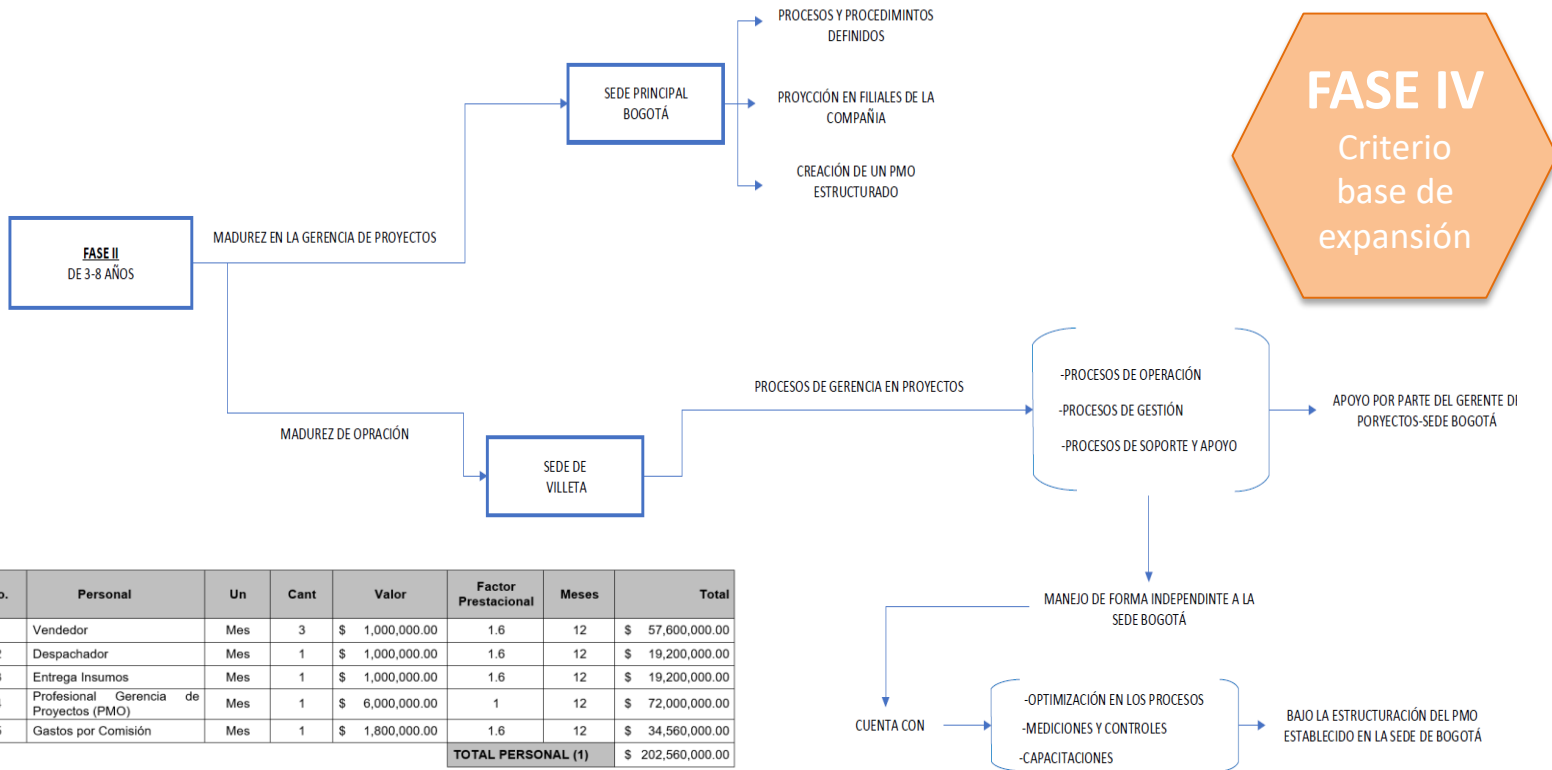 PROCESOS Y PROCEDIMINTOS
DEFINIDOS
SEDE PRINCIPAL
BOGOTÁ
PROYCCIÓN EN FILIALES DE LA
COMPAÑIA
CREACIÓN DE UN PMO
ESTRUCTURADO
FASE IV
Criterio
base de
expansión
FASE II
DE 3-8 AÑOS
MADUREZ EN LA GERENCIA DE PROYECTOS
MADUREZ DE OPRACIÓN
SEDE DE
VILLETA
PROCESOS DE GERENCIA EN PROYECTOS
-PROCESOS DE OPERACIÓN
-PROCESOS DE GESTIÓN
-PROCESOS DE SOPORTE Y APOYO
APOYO POR PARTE DEL GERENTE DI
PORYECTOS-SEDE BOGOTÁ
MANEJO DE FORMA INDEPENDINTE A LA
SEDE BOGOTÁ
CUENTA CON
-OPTIMIZACIÓN EN LOS PROCESOS
-MEDICIONES Y CONTROLES
-CAPACITACIONES
BAJO LA ESTRUCTURACIÓN DEL PMO
ESTABLECIDO EN LA SEDE DE BOGOTÁ
Personal Un Cant Valor Factor Prestacional Meses Total
Vendedor Mes 3 $ 1,000,000.00 1.6 12 $ 57,600,000.00
Despachador Mes 1 $ 1,000,000.00 1.6 12 $ 19,200,000.00
Entrega Insumos Mes 1 $ 1,000,000.00 1.6 12 $ 19,200,000.00
Profesional Gerencia de Proyectos (PMO) Mes 1 $ 6,000,000.00 1 12 $ 72,000,000.00
Gastos por Comisión Mes 1 $ 1,800,000.00 1.6 12 $ 34,560,000.00
TOTAL PERSONAL (1) $ 202,560,000.00